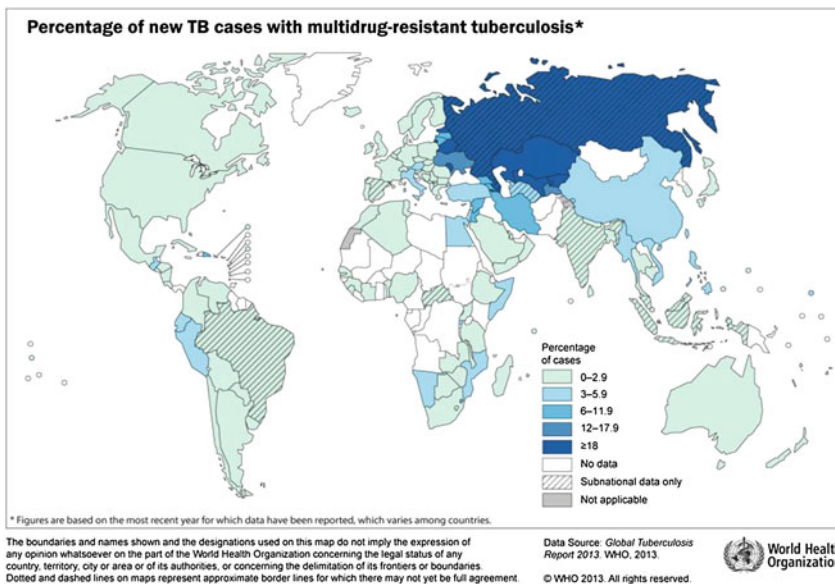 Percentage of new TB cases with multidrug-resistant tuberculosis*
Percentage
of cases
0–2.9
3–5.9
6–11.9
12–17.9
≥18
No data
Subnational data only
Not applicable
* Figures are based on the most recent year for which data have been reported, which varies among countries.
The boundaries and names shown and the designations used on this map do not imply the expression of
any opinion whatsoever on the part of the World Health Organization concerning the legal status of any
country, territory, city or area or of its authorities, or concerning the delimitation of its frontiers or boundaries.
Dotted and dashed lines on maps represent approximate border lines for which there may not yet be full agreement.
Data Source: Global Tuberculosis
Report 2013. WHO, 2013.
© WHO 2013. All rights reserved.
World Heal
Organizatio